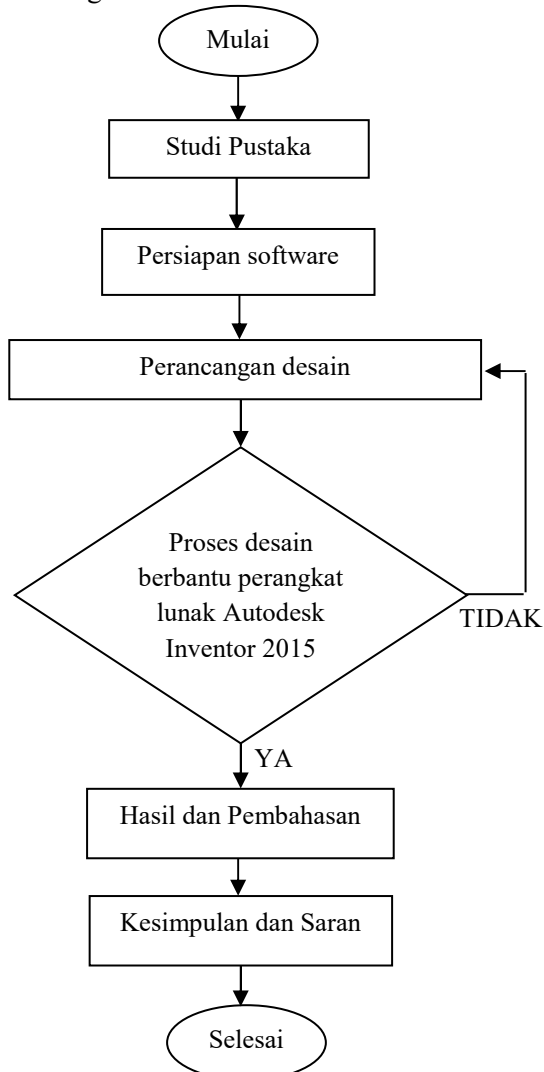 Mulai
Studi Pustaka
Persiapan software
Perancangan desain
Proses desain
berbantu perangkat
lunak Autodesk
Inventor 2015
TIDAK
YA
Hasil dan Pembahasan
Kesimpulan dan Saran
Selesai